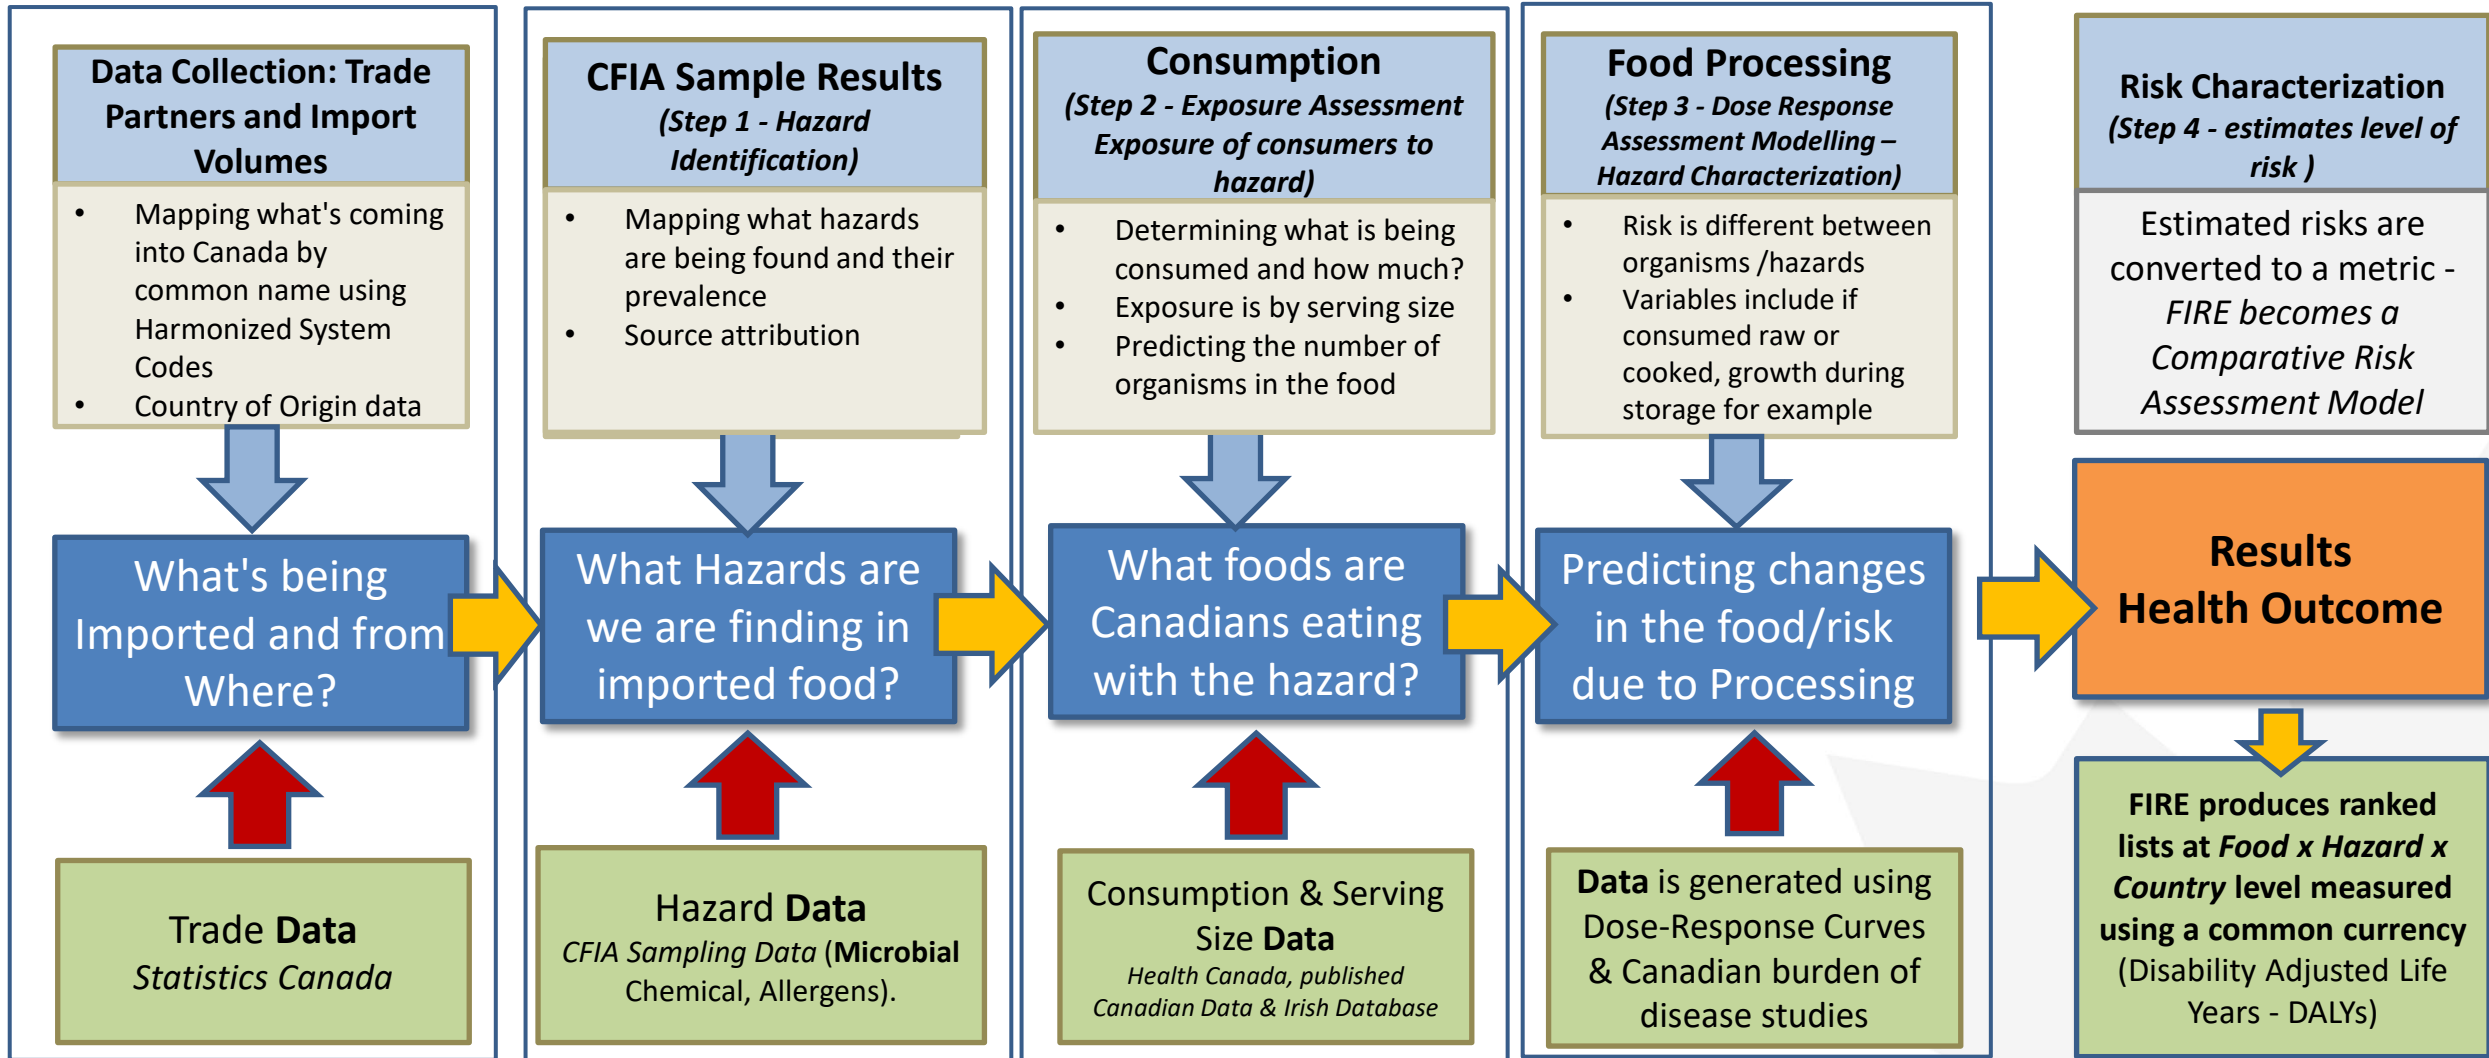 Data Collection: Trade
Partners and Import
Volumes
• Mapping what's coming
into Canada by
common name using
Harmonized System
Codes
• Country of Origin data
What's being
Imported and from
Where?
Trade Data
Statistics Canada
CFIA Sample Results
(Step 1 - Hazard
Identification)
• Mapping what hazards
are being found and their
prevalence
• Source attribution
What Hazards are
we are finding in
imported food?
Hazard Data
CFIA Sampling Data (Microbial
Chemical, Allergens).
Consumption
(Step 2 - Exposure Assessment
Exposure of consumers to
hazard)
• Determining what is being
consumed and how much?
• Exposure is by serving size
• Predicting the number of
organisms in the food
What foods are
Canadians eating
with the hazard?
Consumption & Serving
Size Data
Health Canada, published
Canadian Data & Irish Database
Food Processing
(Step 3 - Dose Response
Assessment Modelling –
Hazard Characterization)
• Risk is different between
organisms /hazards
• Variables include if
consumed raw or
cooked, growth during
storage for example
Predicting changes
in the food/risk
due to Processing
Data is generated using
Dose-Response Curves
& Canadian burden of
disease studies
Risk Characterization
(Step 4 - estimates level of
risk )
Estimated risks are
converted to a metric -
FIRE becomes a
Comparative Risk
Assessment Model
Results
Health Outcome
FIRE produces ranked
lists at Food x Hazard x
Country level measured
using a common currency
(Disability Adjusted Life
Years - DALYs)